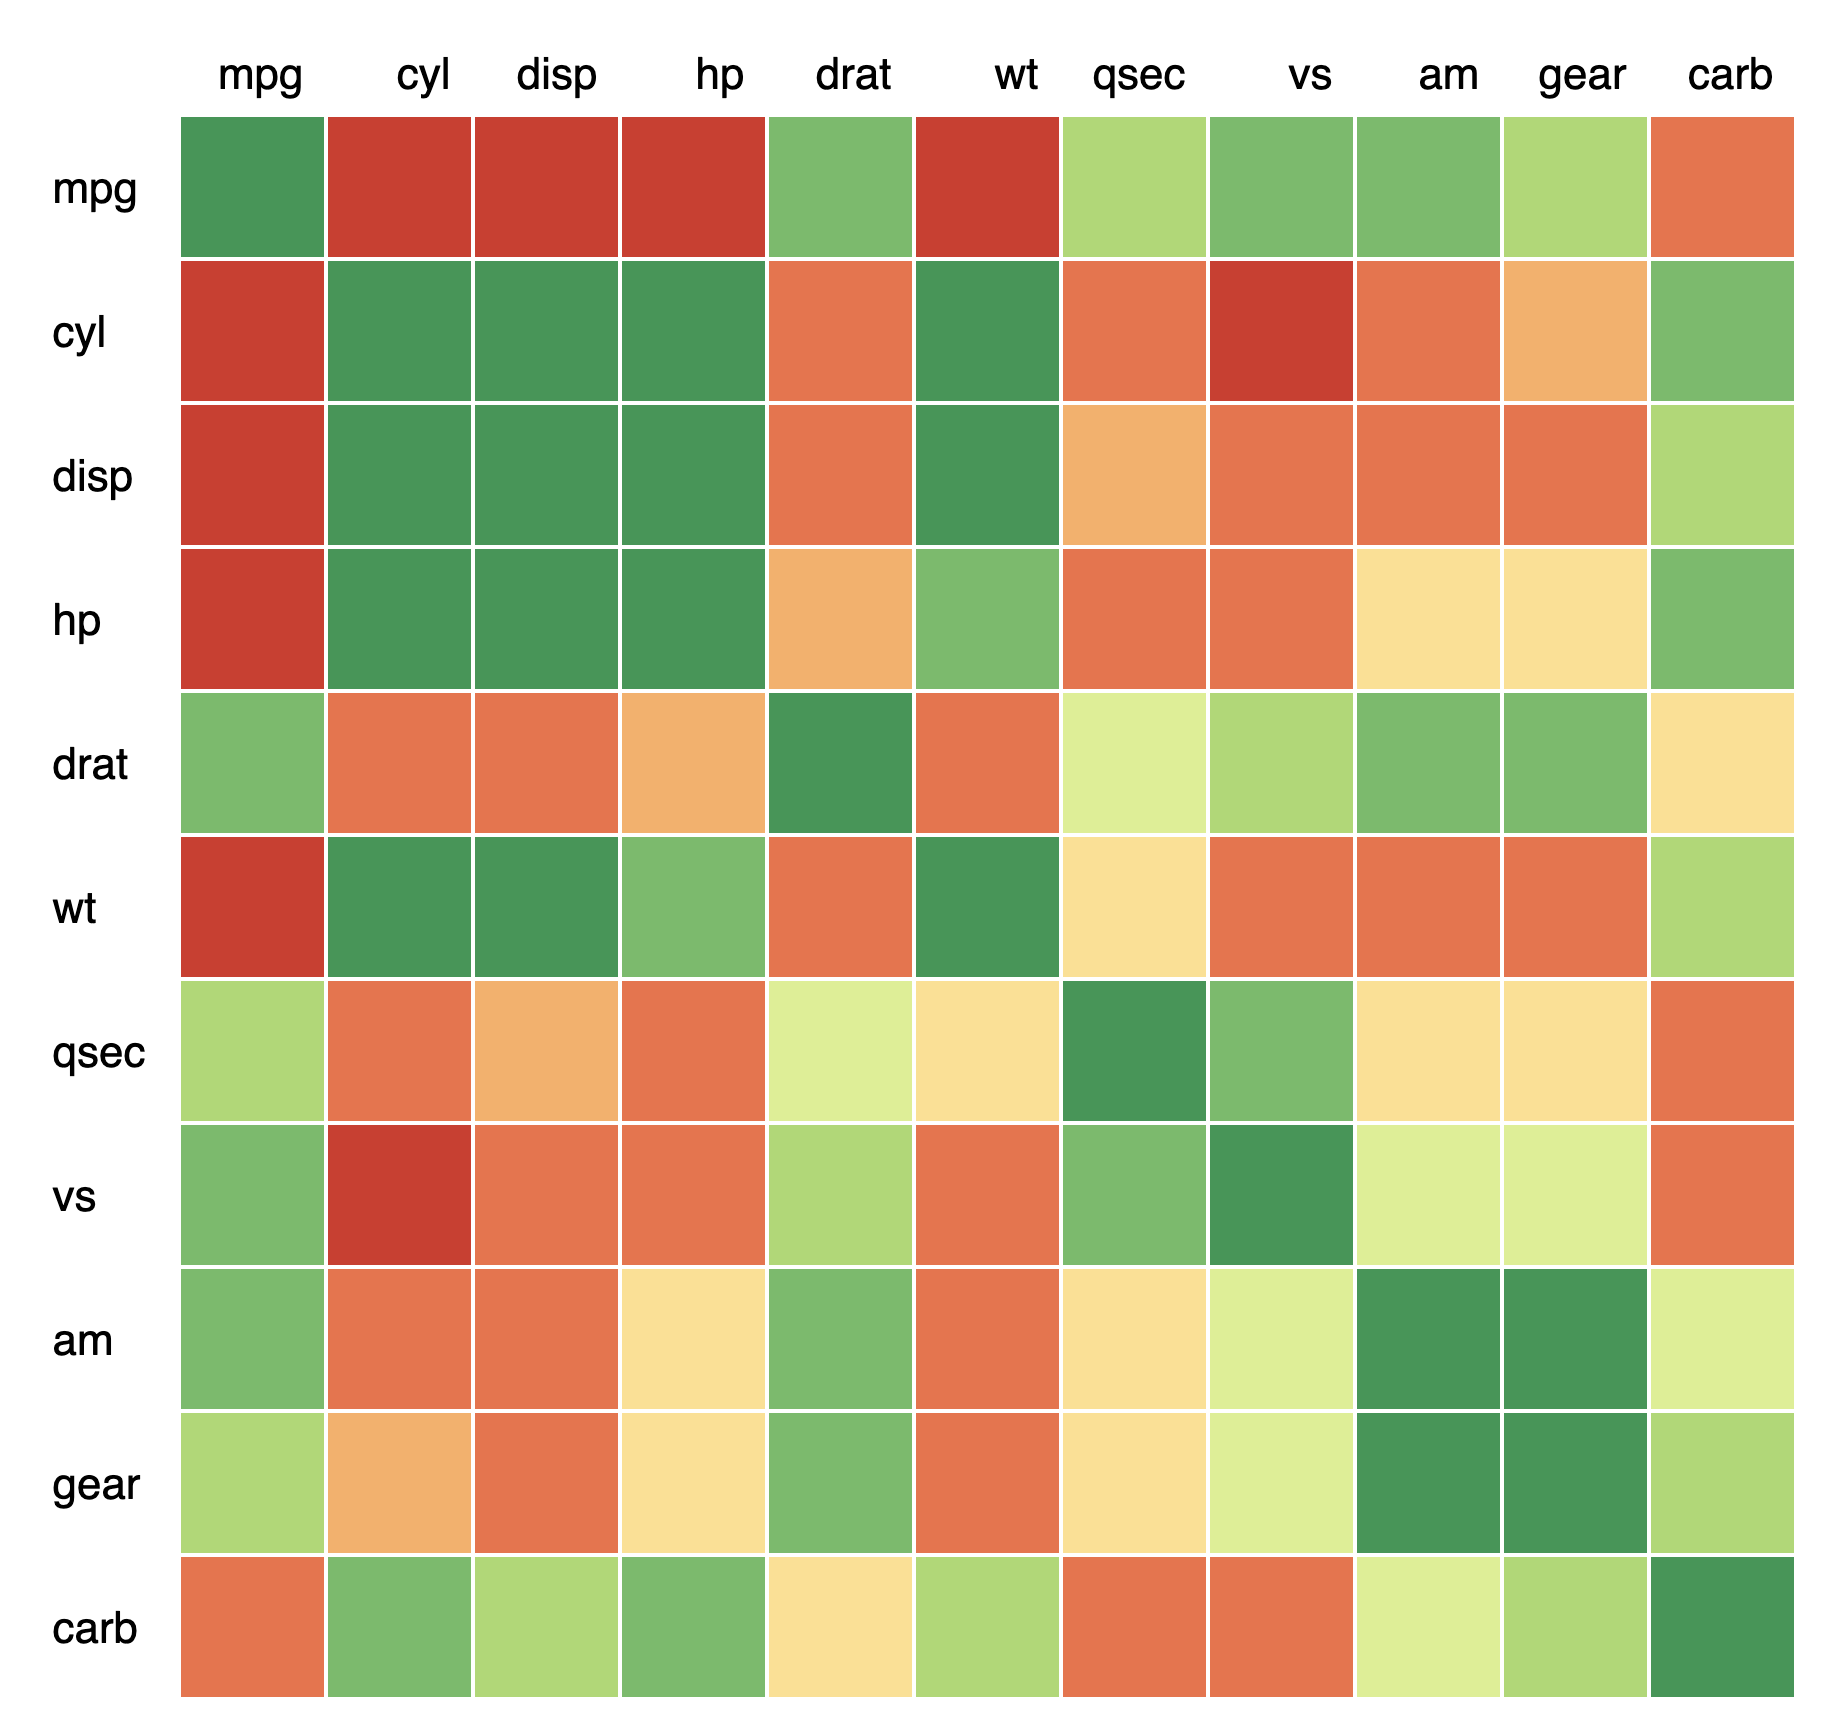 mpg cyl disp hp drat wt qsec vs am gear carb
mpg
cyl
disp
hp
drat
wt
qsec
vs
am
gear
carb